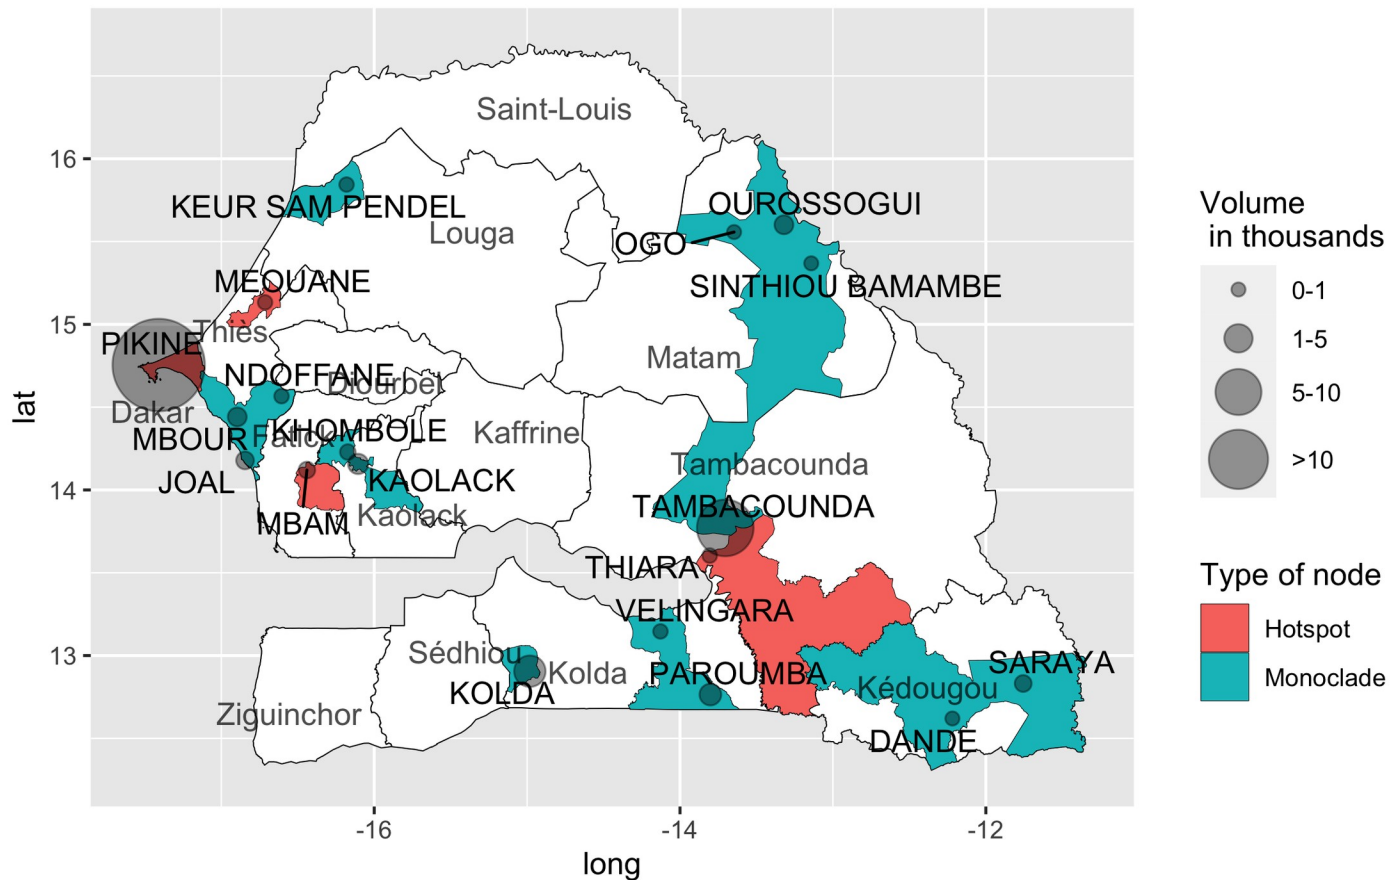 Saint-Louis
16
KEUR SAM PENDEL
OUROSSOGUI
Louga
OGO
MEOUANE
SINTHIOU BAMAMBE
15
Thiès
PIKINE
Matam
NDOFFANE
Diourbel
Dakar
MBOUR
Fatick
KHOMBOLE
Kaffrine
Tambacounda
JOAL
KAOLACK
14
TAMBACOUNDA
MBAM
Kaolack
THIARA
VELINGARA
13
Sédhiou
SARAYA
Kolda
PAROUMBA
KOLDA
Kédougou
Ziguinchor
DANDE
-16
-14
-12
long
lat
Volume
in thousands
0-1
1-5
5-10
>10
Type of node
Hotspot
Monoclade